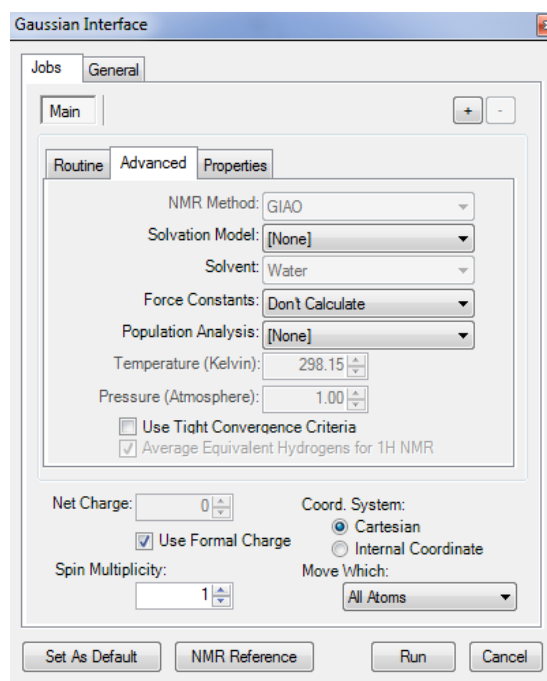 Gaussian Interface
Jobs General
Main + -
Routine Advanced Properties
NMR Method: GIAO
Solvation Model: [None]
Solvent: Water
Force Constants: Don't Calculate
Population Analysis: [None]
Temperature (Kelvin): 298.15
Pressure (Atmosphere): 1.00
Use Tight Convergence Criteria
Average Equivalent Hydrogens for 1H NMR
Net Charge: 0 Coord. System:
Cartesian
Use Formal Charge
Internal Coordinate
Spin Multiplicity: Move Which:
1 All Atoms
Set As Default NMR Reference Run Cancel